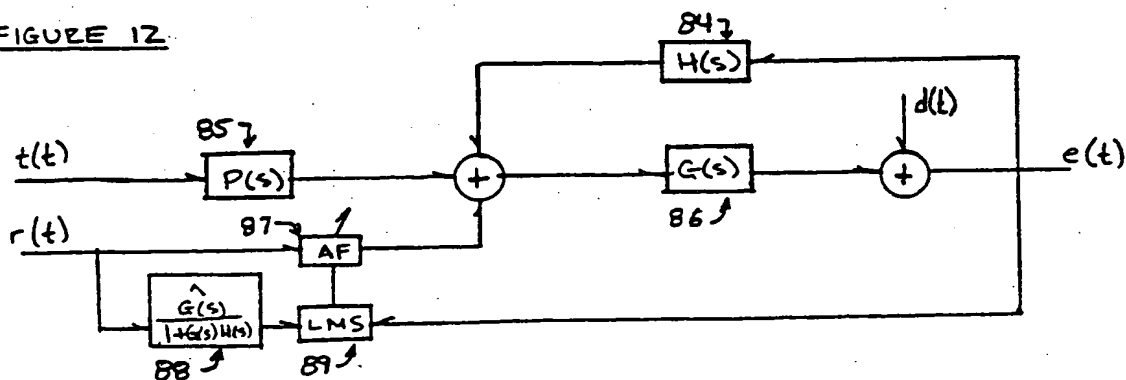 FIGURE 12
84
H(s)
d(t)
85
t(t)
P(s)
+
G(s)
+
e(t)
86
87
r(t)
AF
^
G(s)
1+G(s)H(s)
LMS
88
89